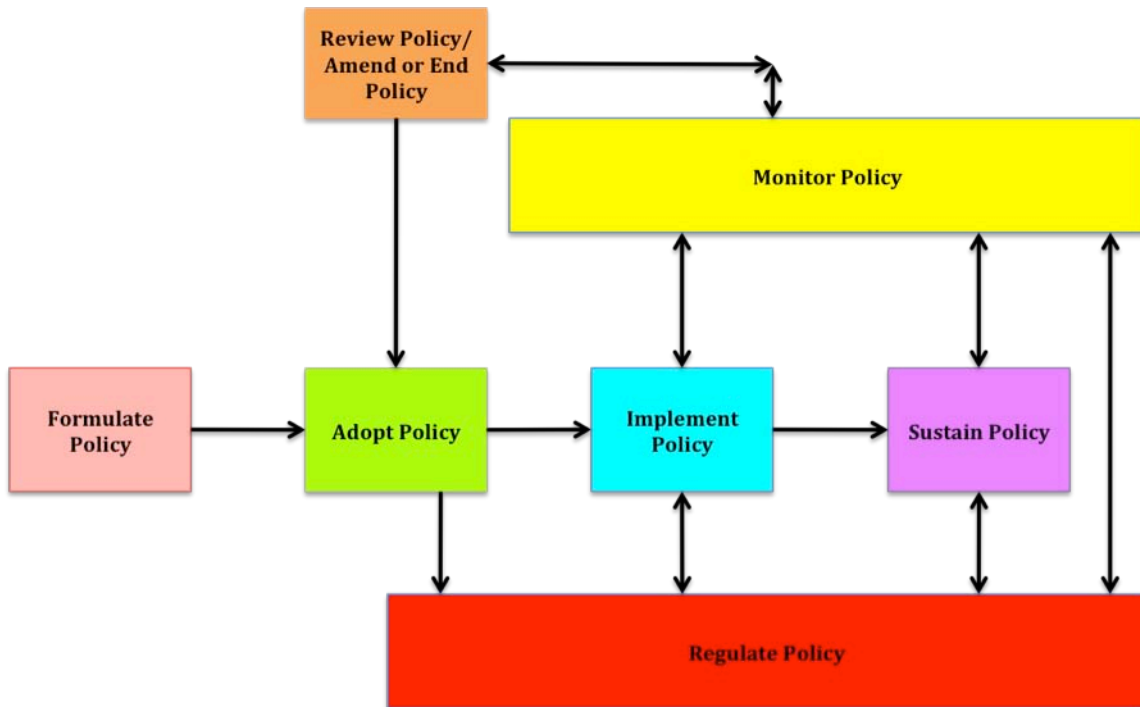 Review Policy/
Amend or End
Policy
Monitor Policy
Formulate
Policy
Adopt Policy
Implement
Policy
Sustain Policy
Regulate Policy